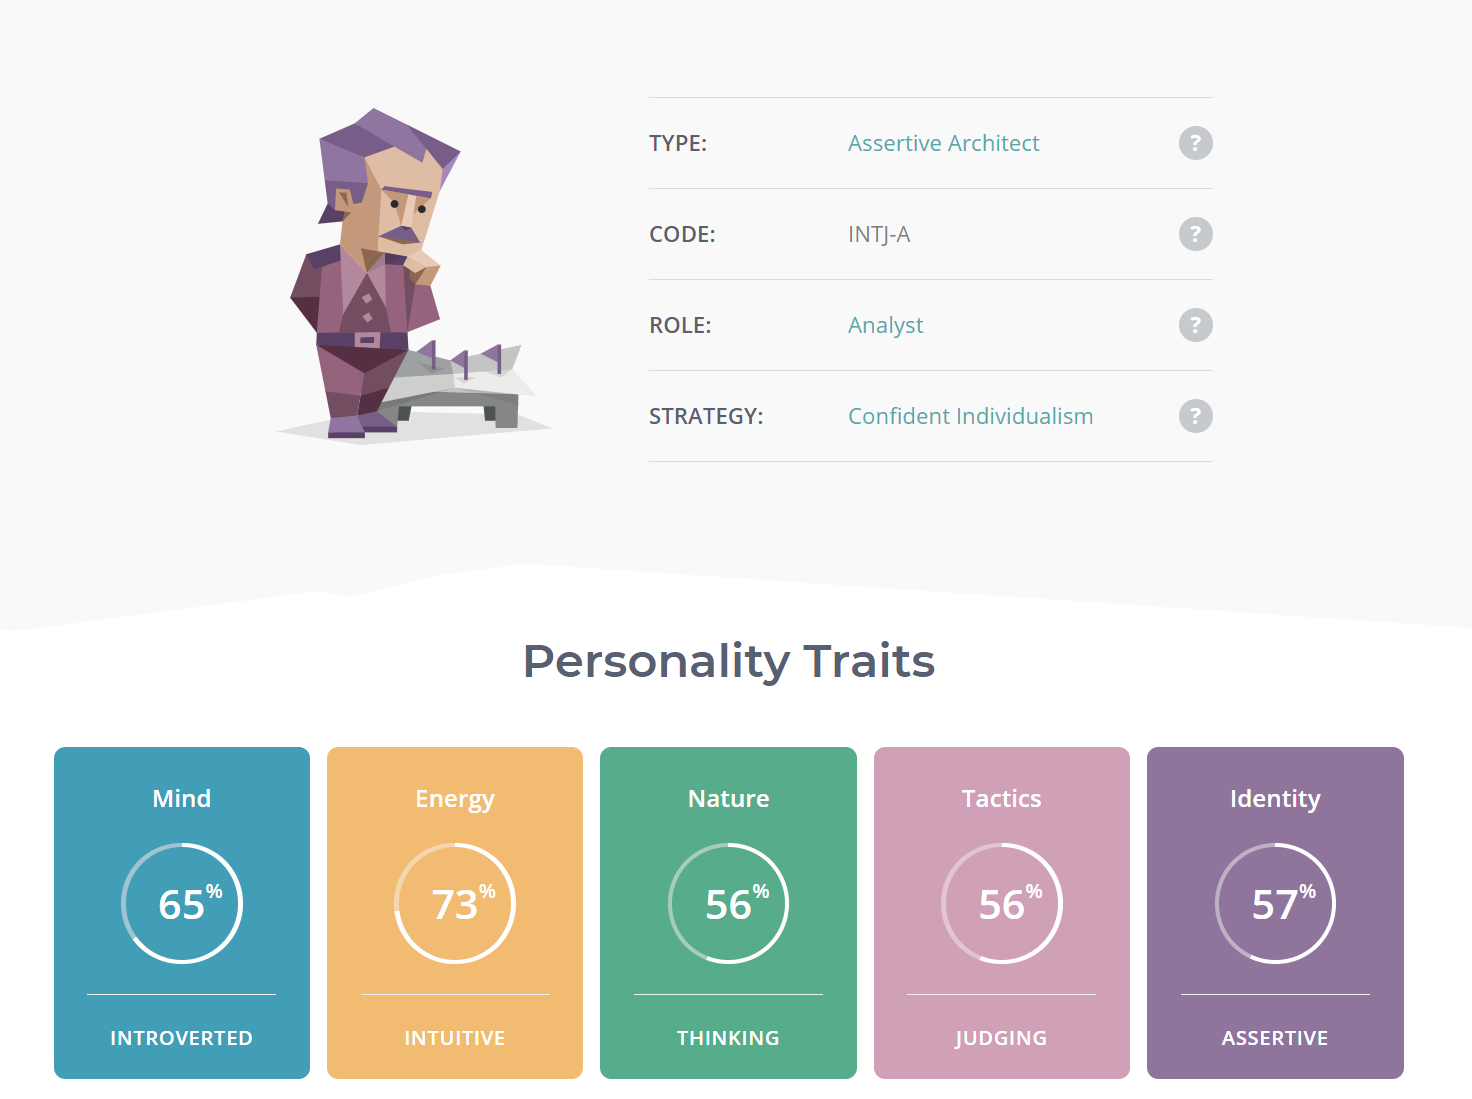 TYPE: Assertive Architect ?
CODE: INTJ-A ?
ROLE: Analyst ?
STRATEGY: Confident Individualism ?
Personality Traits
Mind
65%
INTROVERTED
Energy
73%
INTUITIVE
Nature
56%
THINKING
Tactics
56%
JUDGING
Identity
57%
ASSERTIVE